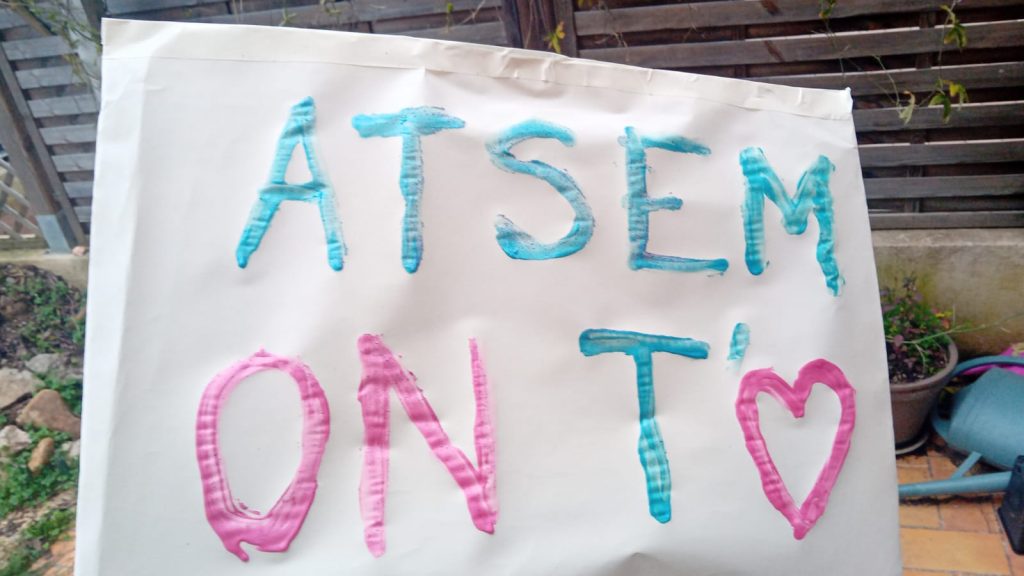 ATSEM
ON T'♡